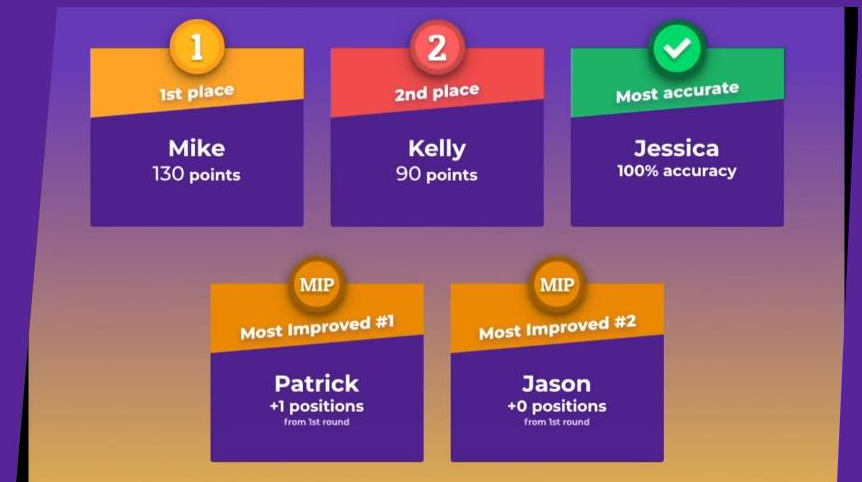 1
1st place
Mike
130 points
2
2nd place
Kelly
90 points
Most accurate
Jessica
100% accuracy
MIP
Most Improved #1
Patrick
+1 positions
from 1st round
MIP
Most Improved #2
Jason
+0 positions
from 1st round